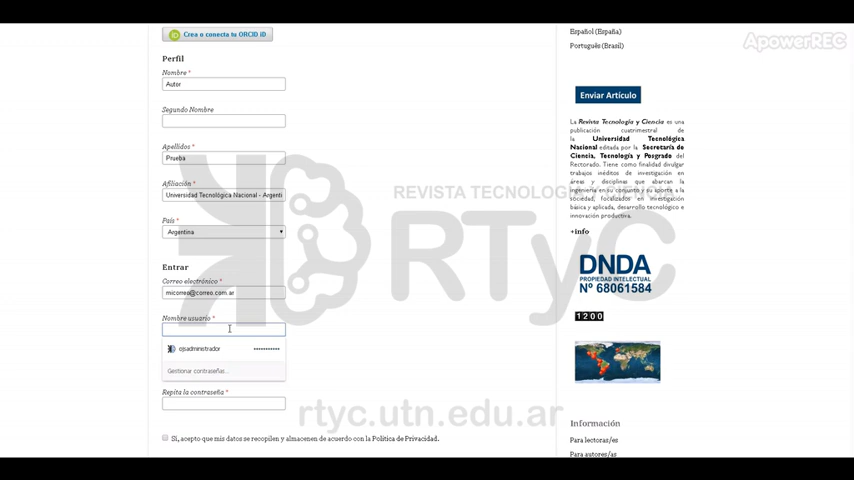 Crea o conecta tu ORCID iD
Perfil
Nombre *
Autor
Segundo Nombre
Apellidos *
Prueba
Afiliación *
Universidad Tecnológica Nacional - Argenti
País *
Argentina
Entrar
Correo electrónico *
micorreo@correo.com.ar
Nombre usuario *
ojsadministrador •••••••••••
Gestionar contraseñas...
Repita la contraseña *
Sí, acepto que mis datos se recopilen y almacenen de acuerdo con la Política de Privacidad.
Español (España)
Português (Brasil)
ApowerREC
Enviar Artículo
La Revista Tecnología y Ciencia es una
publicación cuatrimestral de
la Universidad Tecnológica
Nacional editada por la Secretaría de
Ciencia, Tecnología y Posgrado del
Rectorado. Tiene como finalidad divulgar
trabajos inéditos de investigación en
áreas y disciplinas que abarcan la
ingeniería en su conjunto y su aporte a la
sociedad, focalizados en investigación
básica y aplicada, desarrollo tecnológico e
innovación productiva.
+info
DNDA
PROPIEDAD INTELECTUAL
Nº 68061584
1200
Información
Para lectoras/es
Para autores/as
REVISTA TECNOLOG
RTyC
rtyc.utn.edu.ar